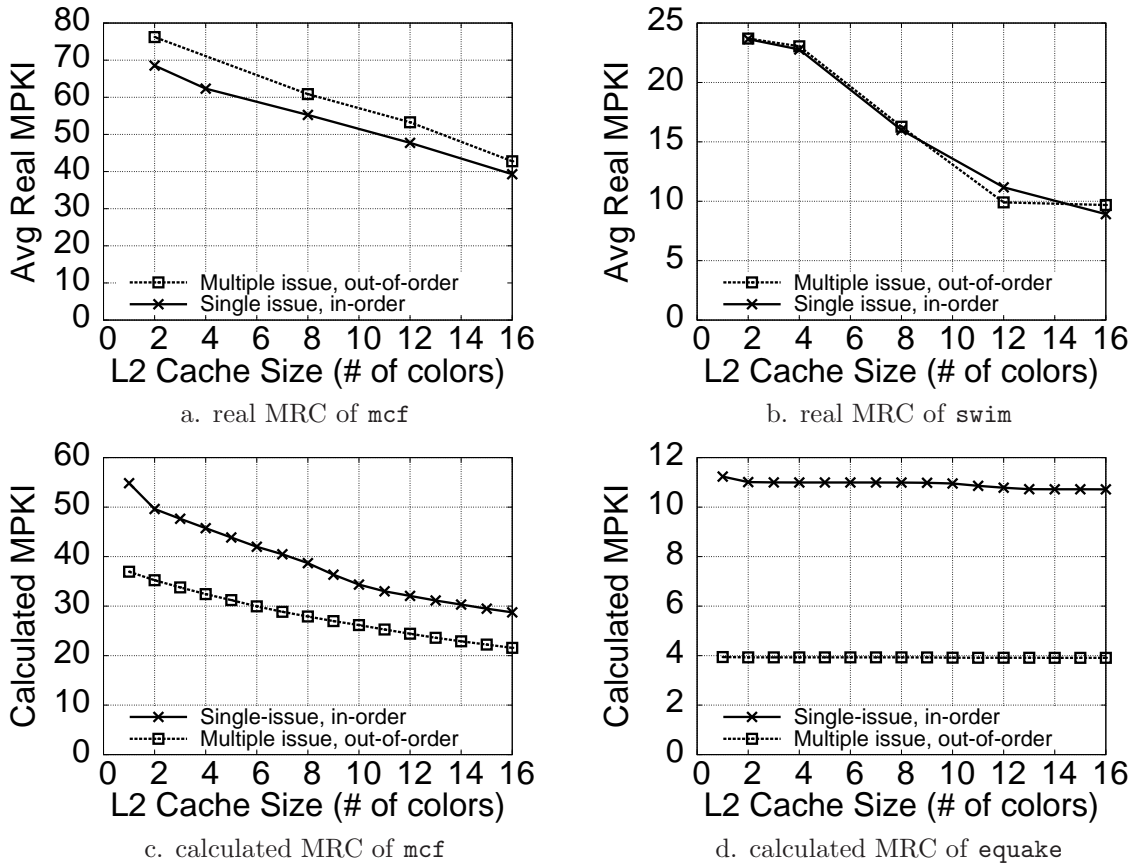 80
70
60
50
40
30
20
10
0
Avg Real MPKI
Multiple issue, out-of-order
Single issue, in-order
0 2 4 6 8 10 12 14 16
L2 Cache Size (# of colors)
a. real MRC of mcf
25
20
15
10
5
0
Avg Real MPKI
Multiple issue, out-of-order
Single issue, in-order
0 2 4 6 8 10 12 14 16
L2 Cache Size (# of colors)
b. real MRC of swim
60
50
40
30
20
10
0
Calculated MPKI
Single-issue, in-order
Multiple issue, out-of-order
0 2 4 6 8 10 12 14 16
L2 Cache Size (# of colors)
c. calculated MRC of mcf
12
10
8
6
4
2
0
Calculated MPKI
Single-issue, in-order
Multiple issue, out-of-order
0 2 4 6 8 10 12 14 16
L2 Cache Size (# of colors)
d. calculated MRC of equake